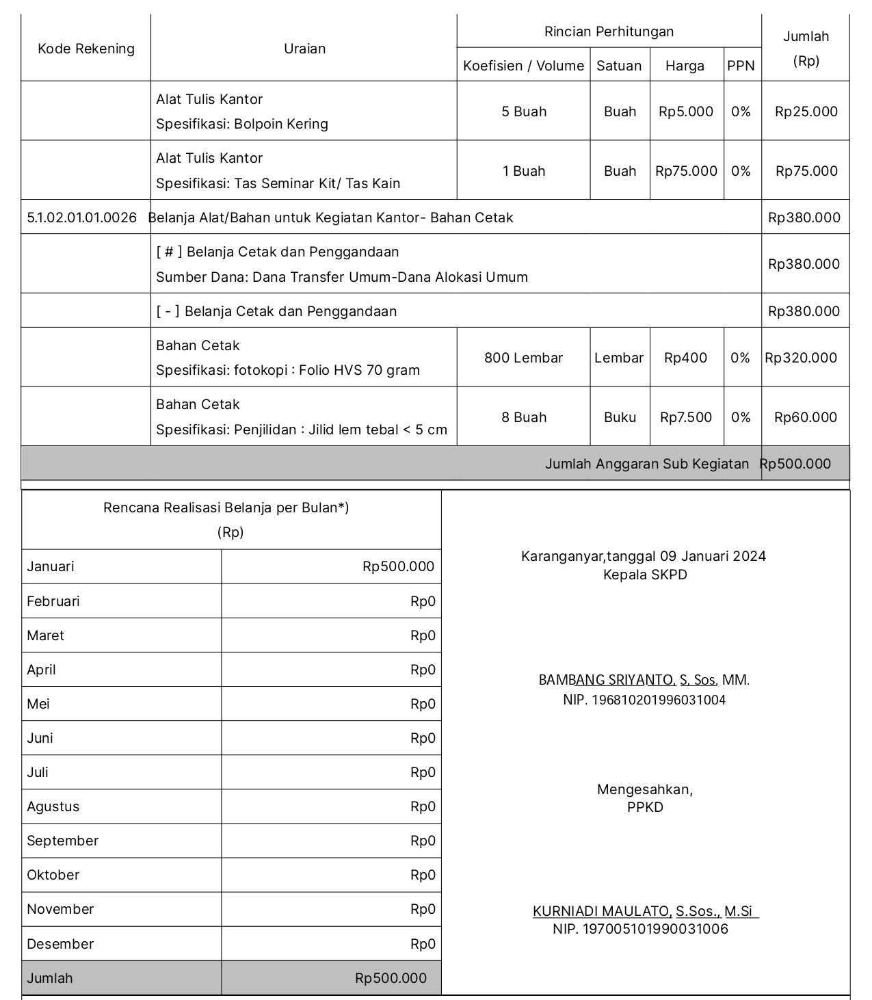 Kode Rekening Uraian Rincian Perhitungan Jumlah (Rp)
Koefisien / Volume Satuan Harga PPN
Alat Tulis Kantor
Spesifikasi: Bolpoin Kering 5 Buah Buah Rp5.000 0% Rp25.000
Alat Tulis Kantor
Spesifikasi: Tas Seminar Kit/ Tas Kain 1 Buah Buah Rp75.000 0% Rp75.000
5.1.02.01.01.0026 Belanja Alat/Bahan untuk Kegiatan Kantor- Bahan Cetak Rp380.000
[ # ] Belanja Cetak dan Penggandaan
Sumber Dana: Dana Transfer Umum-Dana Alokasi Umum Rp380.000
[ - ] Belanja Cetak dan Penggandaan Rp380.000
Bahan Cetak
Spesifikasi: fotokopi : Folio HVS 70 gram 800 Lembar Lembar Rp400 0% Rp320.000
Bahan Cetak
Spesifikasi: Penjilidan : Jilid lem tebal < 5 cm 8 Buah Buku Rp7.500 0% Rp60.000
Jumlah Anggaran Sub Kegiatan Rp500.000
Rencana Realisasi Belanja per Bulan*)
(Rp)
Januari Rp500.000
Februari Rp0
Maret Rp0
April Rp0
Mei Rp0
Juni Rp0
Juli Rp0
Agustus Rp0
September Rp0
Oktober Rp0
November Rp0
Desember Rp0
Jumlah Rp500.000
Karanganyar,tanggal 09 Januari 2024
Kepala SKPD
BAMBANG SRIYANTO, S, Sos. MM.
NIP. 196810201996031004
Mengesahkan,
PPKD
KURNIADI MAULATO, S.Sos., M.Si
NIP. 197005101990031006